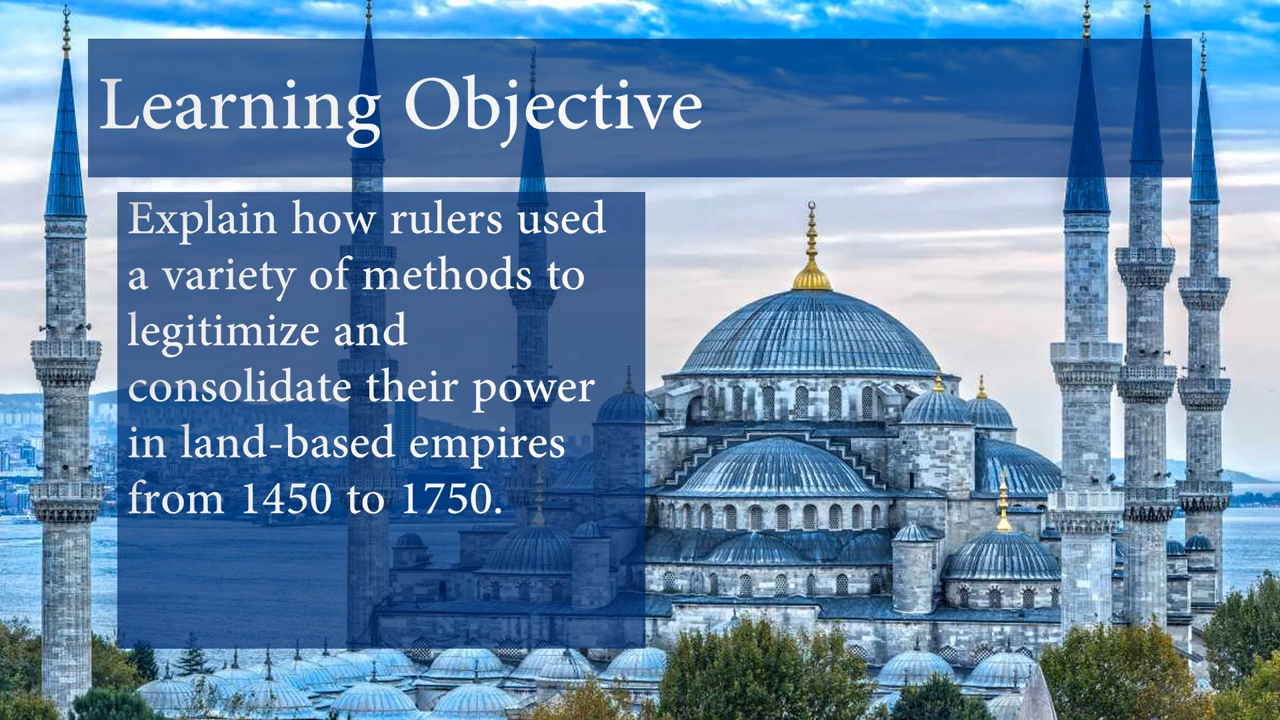 Learning Objective
Explain how rulers used
a variety of methods to
legitimize and
consolidate their power
in land-based empires
from 1450 to 1750.